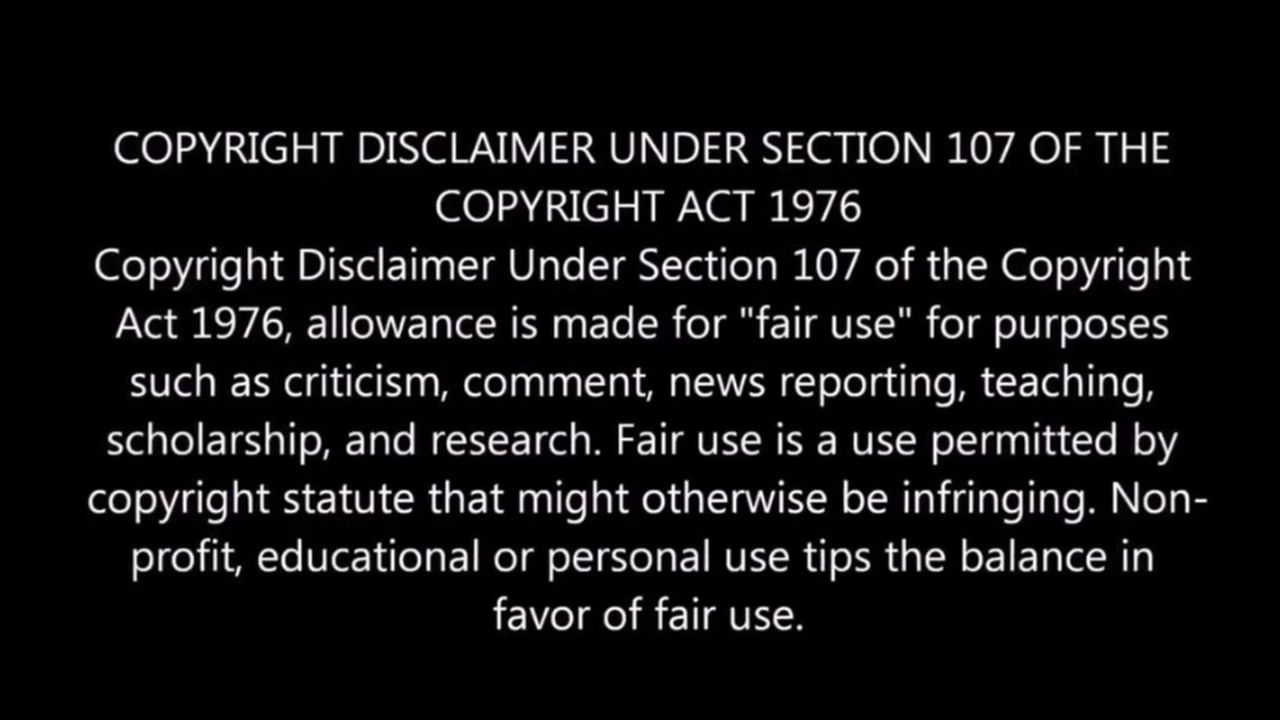 COPYRIGHT DISCLAIMER UNDER SECTION 107 OF THE
COPYRIGHT ACT 1976
Copyright Disclaimer Under Section 107 of the Copyright
Act 1976, allowance is made for "fair use" for purposes
such as criticism, comment, news reporting, teaching,
scholarship, and research. Fair use is a use permitted by
copyright statute that might otherwise be infringing. Non-
profit, educational or personal use tips the balance in
favor of fair use.